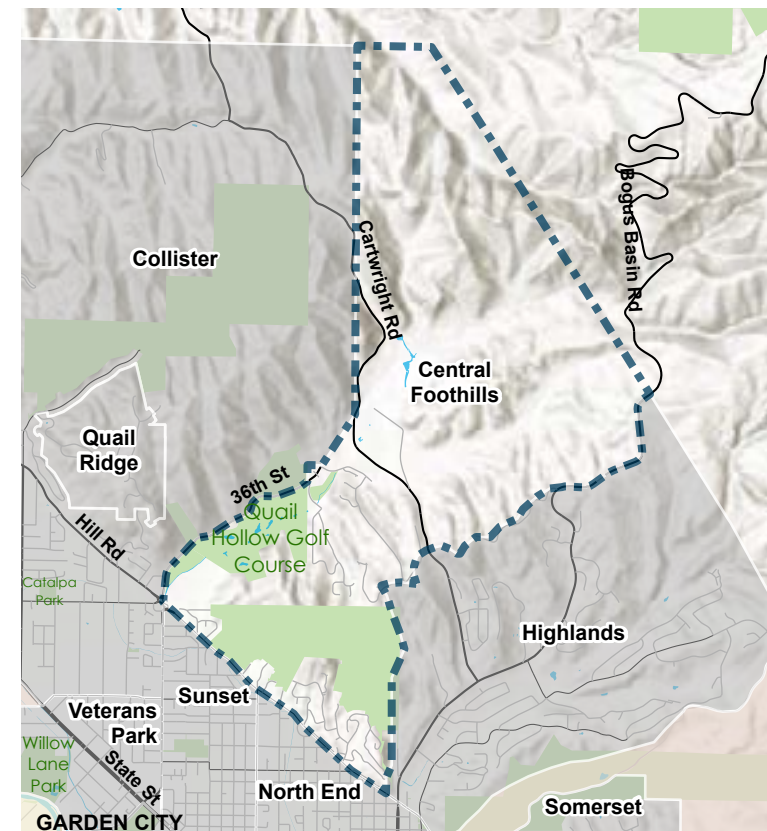 Bogus Basin Rd
Cartwright Rd
Collister
Central
Foothills
Quail
Ridge
36th St
Quail
Hollow Golf
Course
Hill Rd
Catalpa
Park
Highlands
Sunset
Veterans
Park
State St
Willow
Lane
Park
North End
Somerset
GARDEN CITY